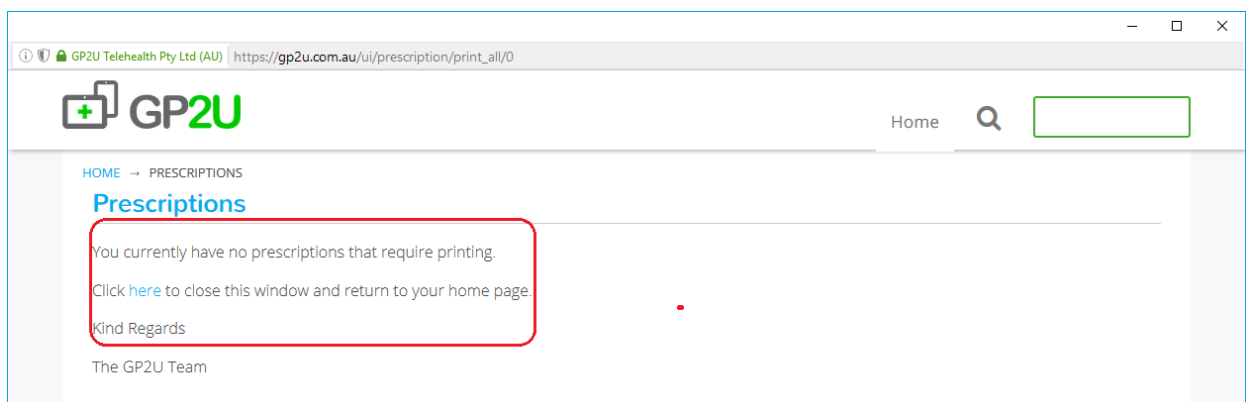 GP2U Telehealth Pty Ltd (AU) https://gp2u.com.au/ui/prescription/print_all/0
GP2U
Home
HOME → PRESCRIPTIONS
Prescriptions
You currently have no prescriptions that require printing.
Click here to close this window and return to your home page.
Kind Regards
The GP2U Team